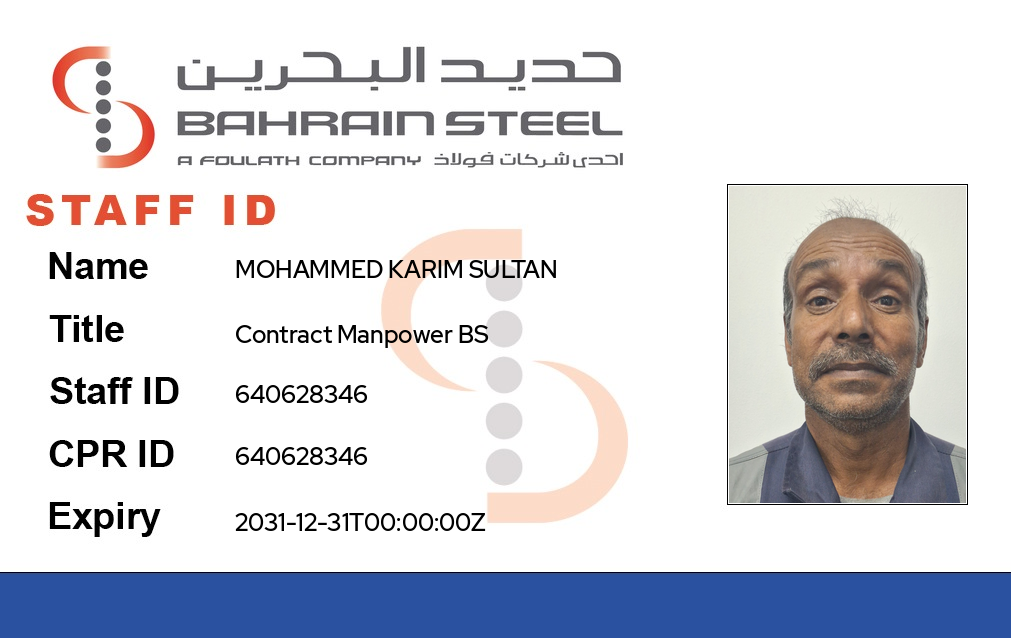 حديد البحرين
BAHRAIN STEEL
A FOULATH COMPANY احدى شركات فولاذ
STAFF ID
Name MOHAMMED KARIM SULTAN
Title Contract Manpower BS
Staff ID 640628346
CPR ID 640628346
Expiry 2031-12-31T00:00:00Z